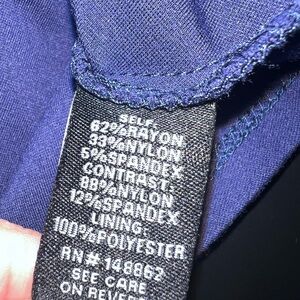 SELF:
62%RAYON
33%NYLON
5%SPANDEX
CONTRAST:
88%NYLON
12%SPANDEX
LINING:
100%POLYESTER
RN# 148862
SEE CARE
ON REVERSE